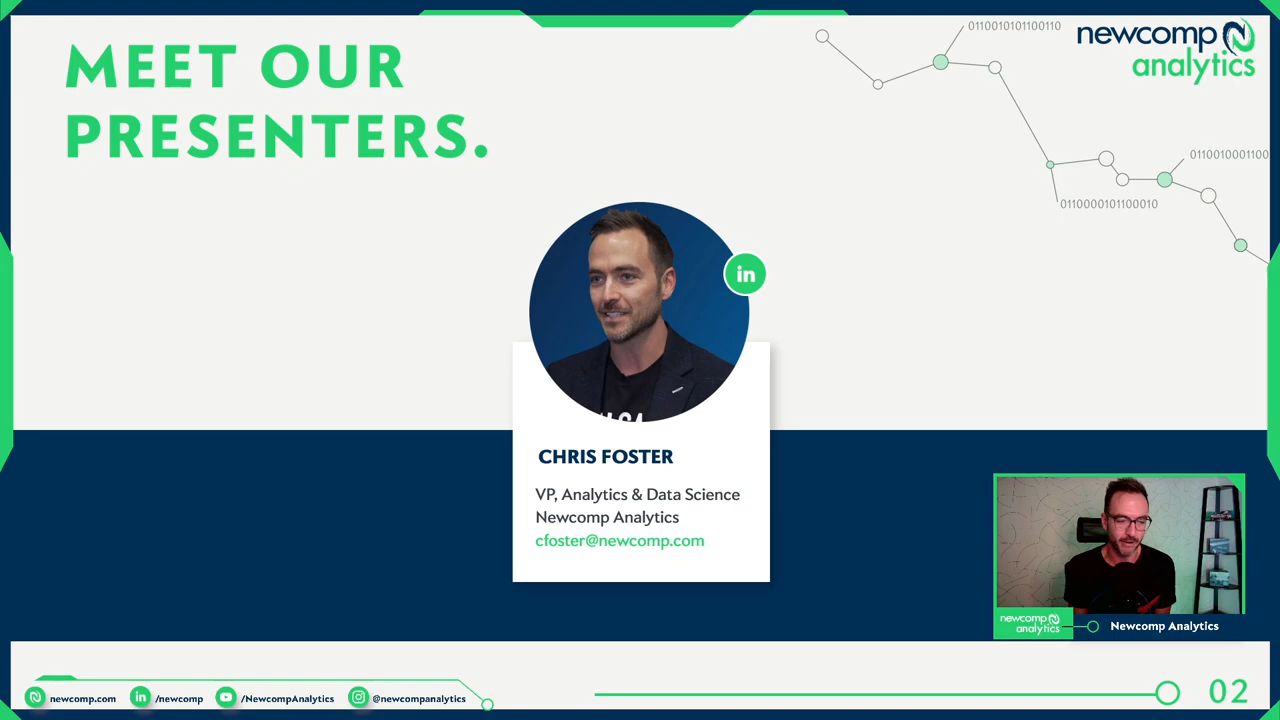 MEET OUR
PRESENTERS.
0110010101100110
newcomp
analytics
0110010001100
0110000101100010
in
CHRIS FOSTER
VP, Analytics & Data Science
Newcomp Analytics
cfoster@newcomp.com
newcomp
analytics
Newcomp Analytics
newcomp.com
in
/newcomp
/NewcompAnalytics
@newcompanalytics
02